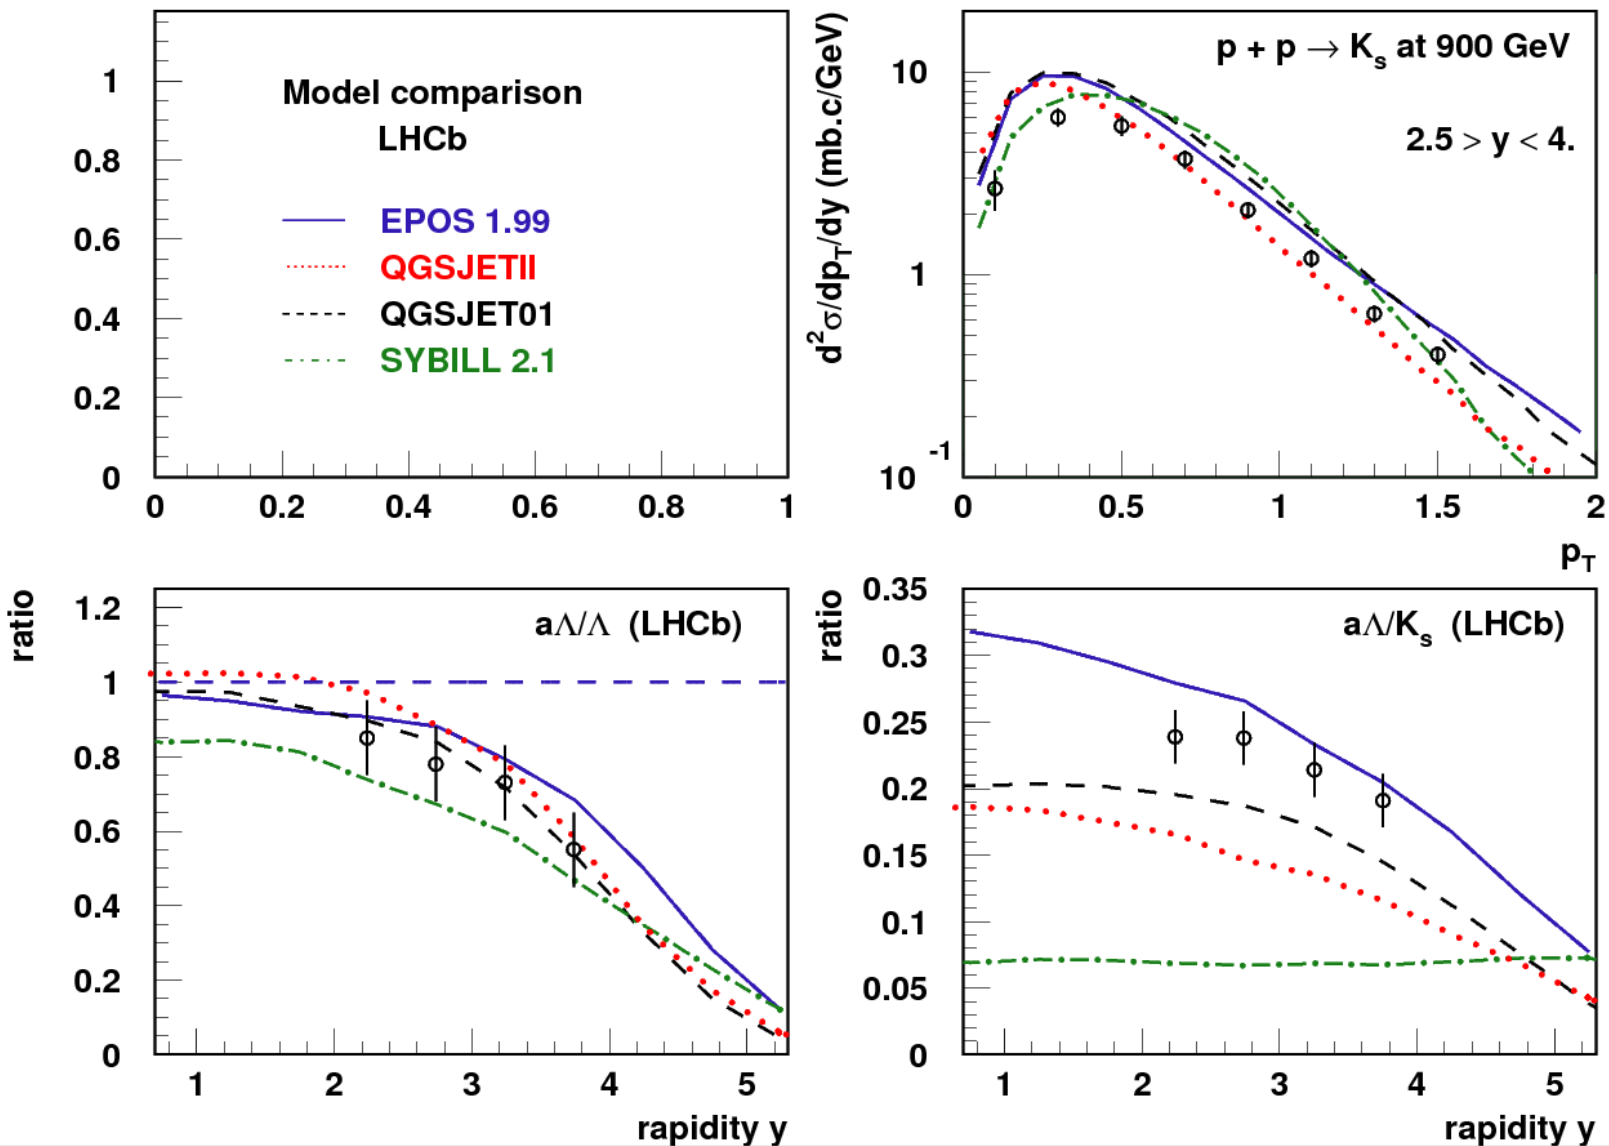 Model comparison
LHCb
EPOS 1.99
QGSJETII
QGSJET01
SYBILL 2.1
1
0.8
0.6
0.4
0.2
0
0 0.2 0.4 0.6 0.8 1
d²σ/dp_T/dy (mb.c/GeV)
p + p → K_s at 900 GeV
2.5 > y < 4.
10
1
10⁻¹
0 0.5 1 1.5 2
p_T
ratio
aΛ/Λ (LHCb)
1.2
1
0.8
0.6
0.4
0.2
0
1 2 3 4 5
rapidity y
ratio
aΛ/K_s (LHCb)
0.35
0.3
0.25
0.2
0.15
0.1
0.05
0
1 2 3 4 5
rapidity y